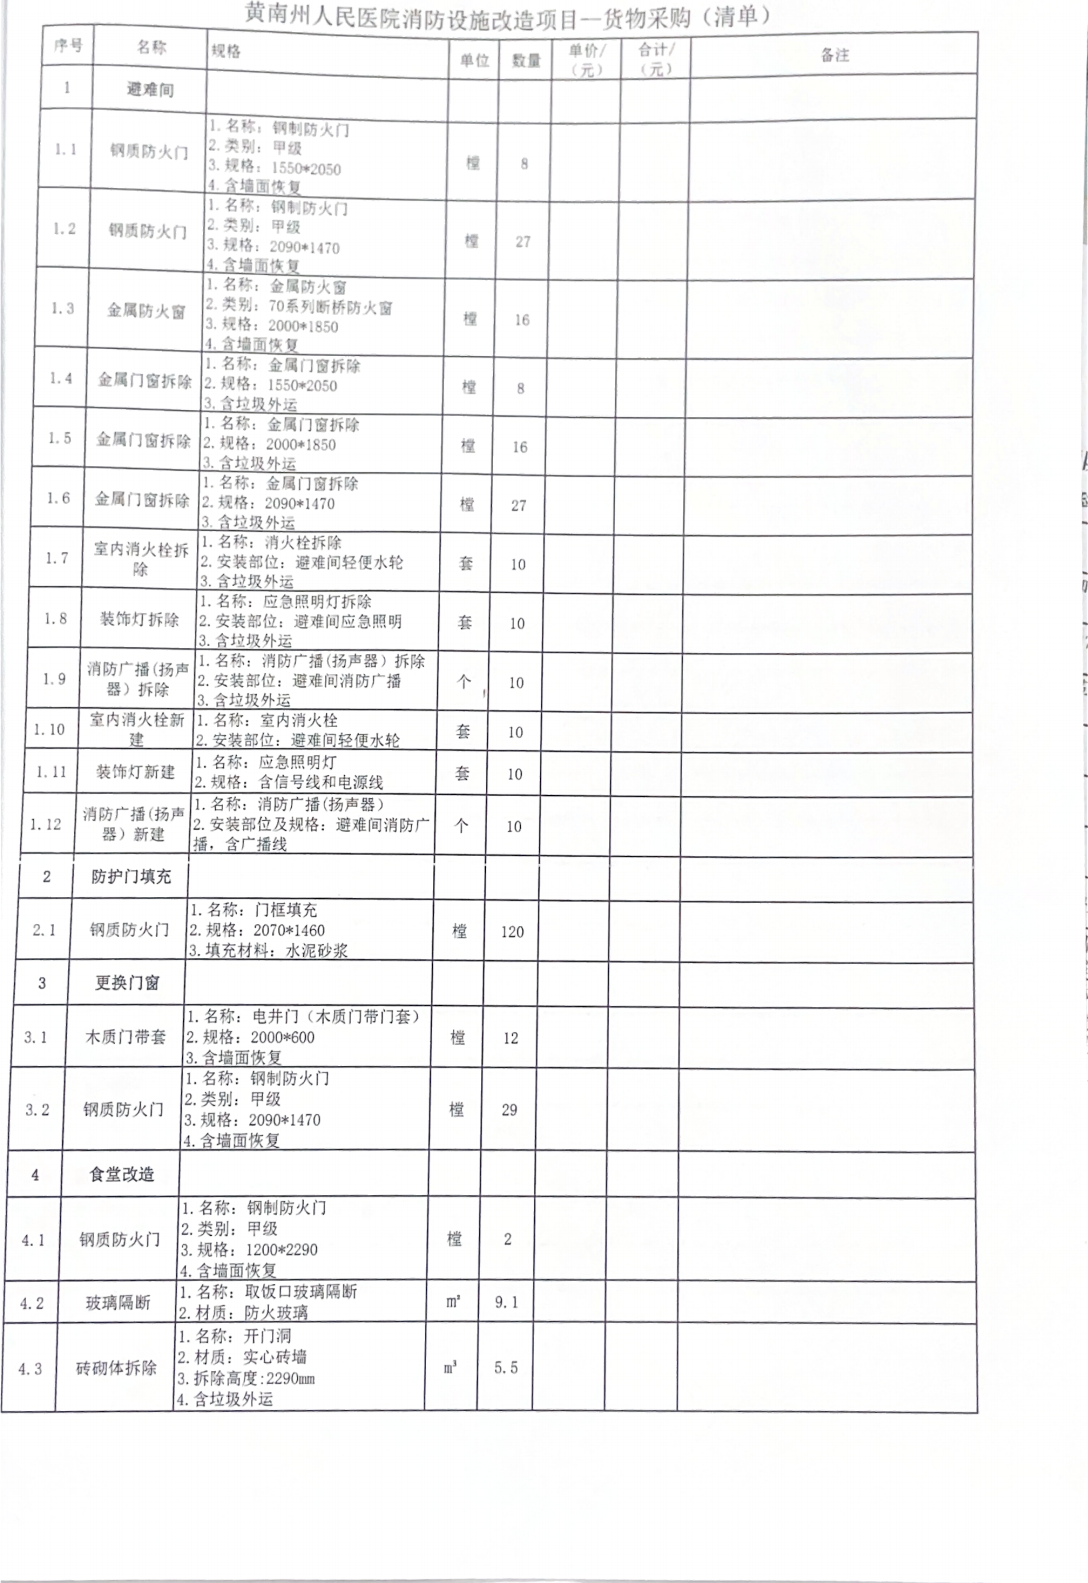 黄南州人民医院消防设施改造项目—货物采购（清单）
序号 名称 规格 单位 数量 单价/（元） 合计/（元） 备注
1 避难间
1.1 钢质防火门 樘 8
1.名称：钢制防火门
2.类别：甲级
3.规格：1550*2050
4.含墙面恢复
1.2 钢质防火门 樘 27
1.名称：钢制防火门
2.类别：甲级
3.规格：2090*1470
4.含墙面恢复
1.3 金属防火窗 樘 16
1.名称：金属防火窗
2.类别：70系列断桥防火窗
3.规格：2000*1850
4.含墙面恢复
1.4 金属门窗拆除 樘 8
1.名称：金属门窗拆除
2.规格：1550*2050
3.含垃圾外运
1.5 金属门窗拆除 樘 16
1.名称：金属门窗拆除
2.规格：2000*1850
3.含垃圾外运
1.6 金属门窗拆除 樘 27
1.名称：金属门窗拆除
2.规格：2090*1470
3.含垃圾外运
1.7 室内消火栓拆除 套 10
1.名称：消火栓拆除
2.安装部位：避难间轻便水轮
3.含垃圾外运
1.8 装饰灯拆除 套 10
1.名称：应急照明灯拆除
2.安装部位：避难间应急照明
3.含垃圾外运
1.9 消防广播(扬声器）拆除 个 10
1.名称：消防广播(扬声器）拆除
2.安装部位：避难间消防广播
3.含垃圾外运
1.10 室内消火栓新建 套 10
1.名称：室内消火栓
2.安装部位：避难间轻便水轮
1.11 装饰灯新建 套 10
1.名称：应急照明灯
2.规格：含信号线和电源线
1.12 消防广播(扬声器）新建 个 10
1.名称：消防广播(扬声器）
2.安装部位及规格：避难间消防广
播，含广播线
2 防护门填充
2.1 钢质防火门 樘 120
1.名称：门框填充
2.规格：2070*1460
3.填充材料：水泥砂浆
3 更换门窗
3.1 木质门带套 樘 12
1.名称：电井门（木质门带门套）
2.规格：2000*600
3.含墙面恢复
3.2 钢质防火门 樘 29
1.名称：钢制防火门
2.类别：甲级
3.规格：2090*1470
4.含墙面恢复
4 食堂改造
4.1 钢质防火门 樘 2
1.名称：钢制防火门
2.类别：甲级
3.规格：1200*2290
4.含墙面恢复
4.2 玻璃隔断 9.1
1.名称：取饭口玻璃隔断
2.材质：防火玻璃
4.3 砖砌体拆除 m³ 5.5
1.名称：开门洞
2.材质：实心砖墙
3.拆除高度:2290mm
4.含垃圾外运